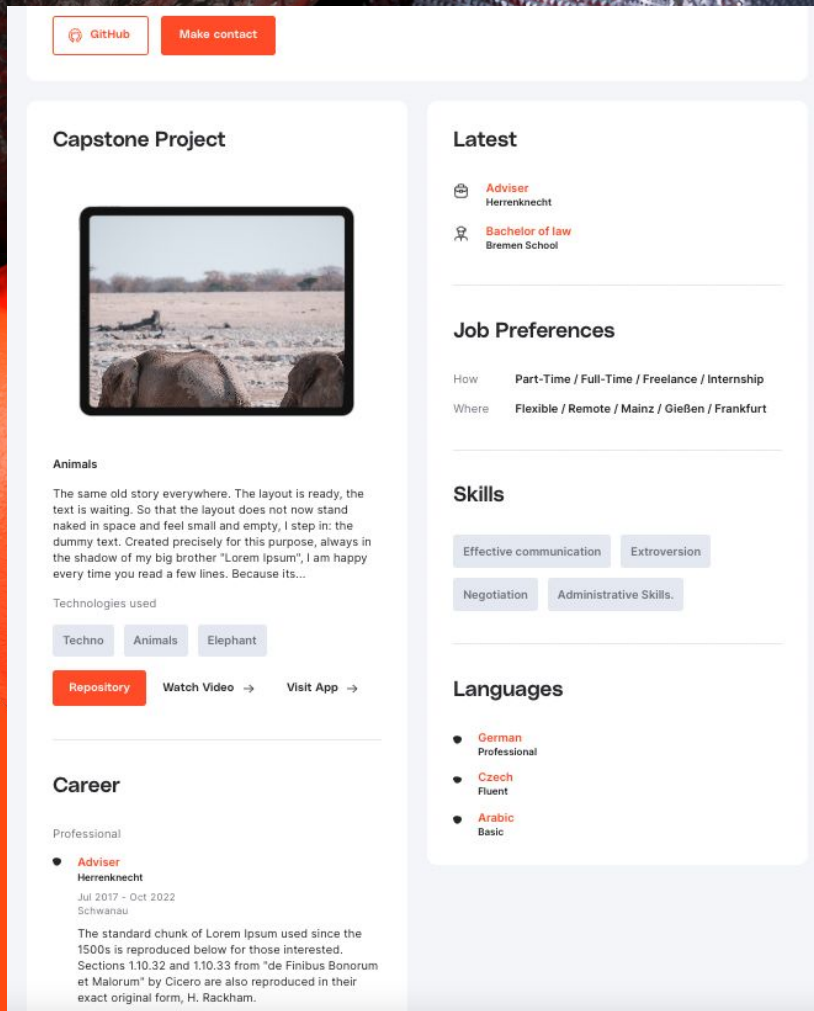 GitHub
Make contact
Capstone Project
Animals
The same old story everywhere. The layout is ready, the
text is waiting. So that the layout does not now stand
naked in space and feel small and empty, I step in: the
dummy text. Created precisely for this purpose, always in
the shadow of my big brother "Lorem Ipsum", I am happy
every time you read a few lines. Because its...
Technologies used
Techno Animals Elephant
Repository Watch Video → Visit App →
Career
Professional
Adviser
Herrenknecht
Jul 2017 - Oct 2022
Schwanau
The standard chunk of Lorem Ipsum used since the
1500s is reproduced below for those interested.
Sections 1.10.32 and 1.10.33 from "de Finibus Bonorum
et Malorum" by Cicero are also reproduced in their
exact original form, H. Rackham.
Latest
Adviser
Herrenknecht
Bachelor of law
Bremen School
Job Preferences
How Part-Time / Full-Time / Freelance / Internship
Where Flexible / Remote / Mainz / Gießen / Frankfurt
Skills
Effective communication Extroversion
Negotiation Administrative Skills.
Languages
German
Professional
Czech
Fluent
Arabic
Basic